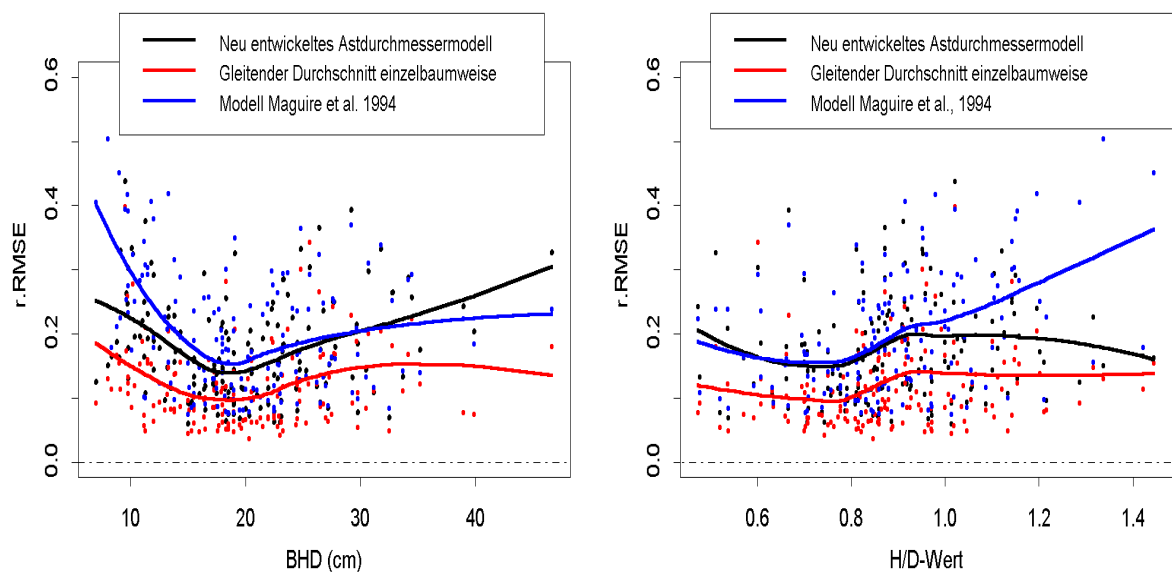 Neu entwickeltes Astdurchmessermodell
Gleitender Durchschnitt einzelbaumweise
Modell Maguire et al. 1994
r.RMSE
0.6
0.4
0.2
0.0
10 20 30 40
BHD (cm)
Neu entwickeltes Astdurchmessermodell
Gleitender Durchschnitt einzelbaumweise
Modell Maguire et al., 1994
r.RMSE
0.6
0.4
0.2
0.0
0.6 0.8 1.0 1.2 1.4
H/D-Wert